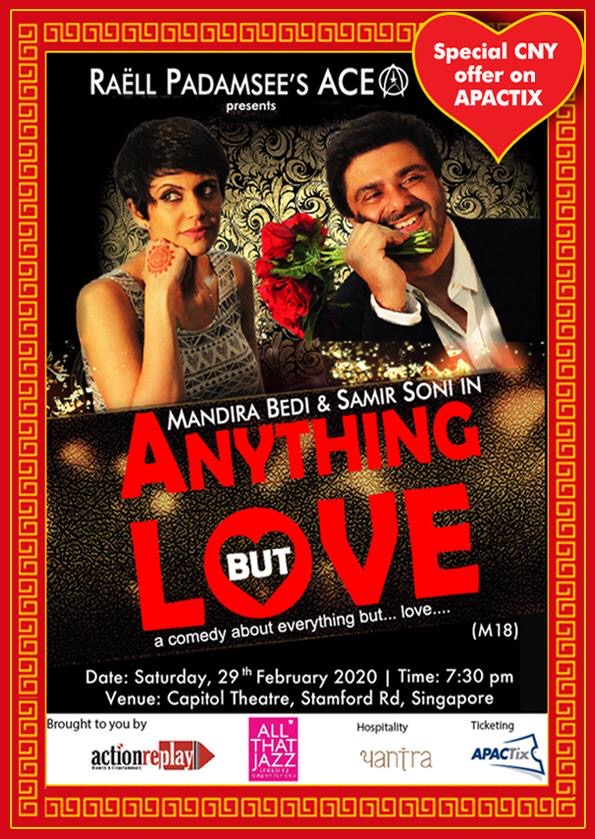 Special CNY
offer on
APACTIX
RAËLL PADAMSEE'S ACE
presents
MANDIRA BEDI & SAMIR SONI IN
ANYTHING
BUT
LOVE
a comedy about everything but... love....
(M18)
Date: Saturday, 29th February 2020 | Time: 7:30 pm
Venue: Capitol Theatre, Stamford Rd, Singapore
Brought to you by
actionreplay
ALL
THAT
JAZZ
Hospitality
yantra
Ticketing
APACTix